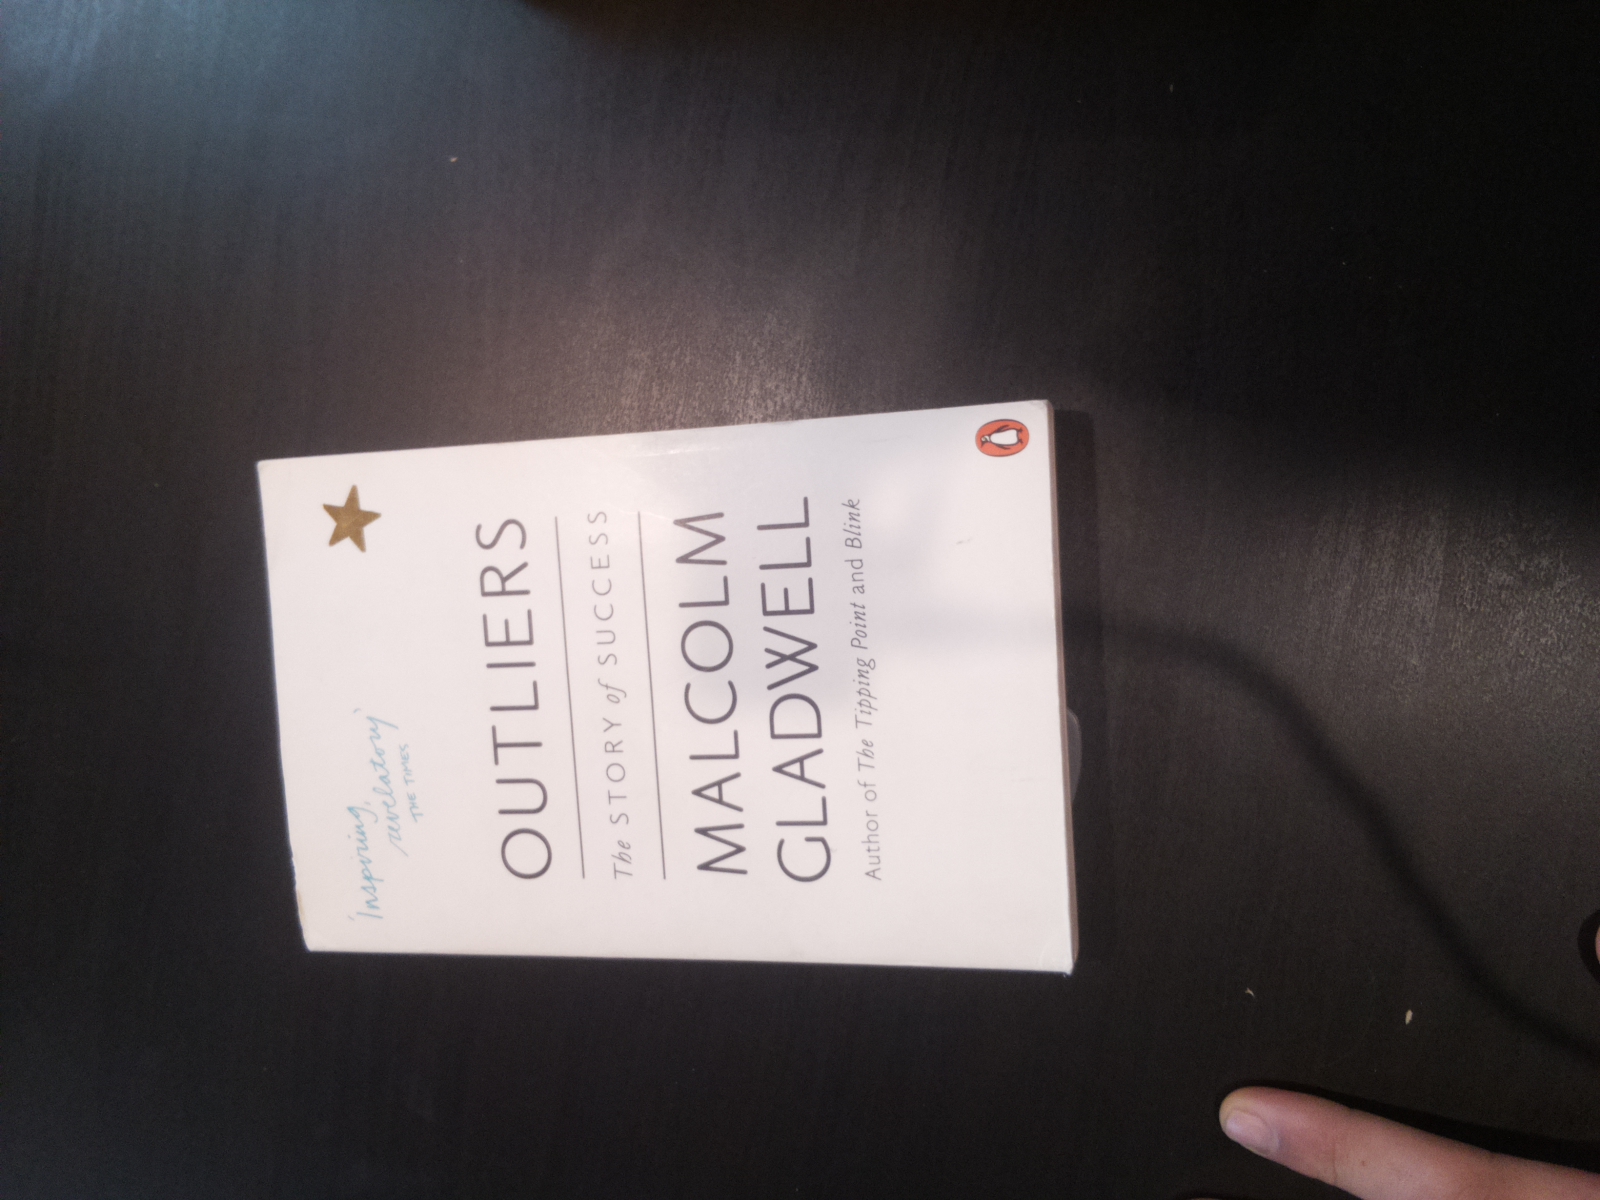 'Inspiring,
revelatory'
THE TIMES
OUTLIERS
The STORY of SUCCESS
MALCOLM
GLADWELL
Author of The Tipping Point and Blink